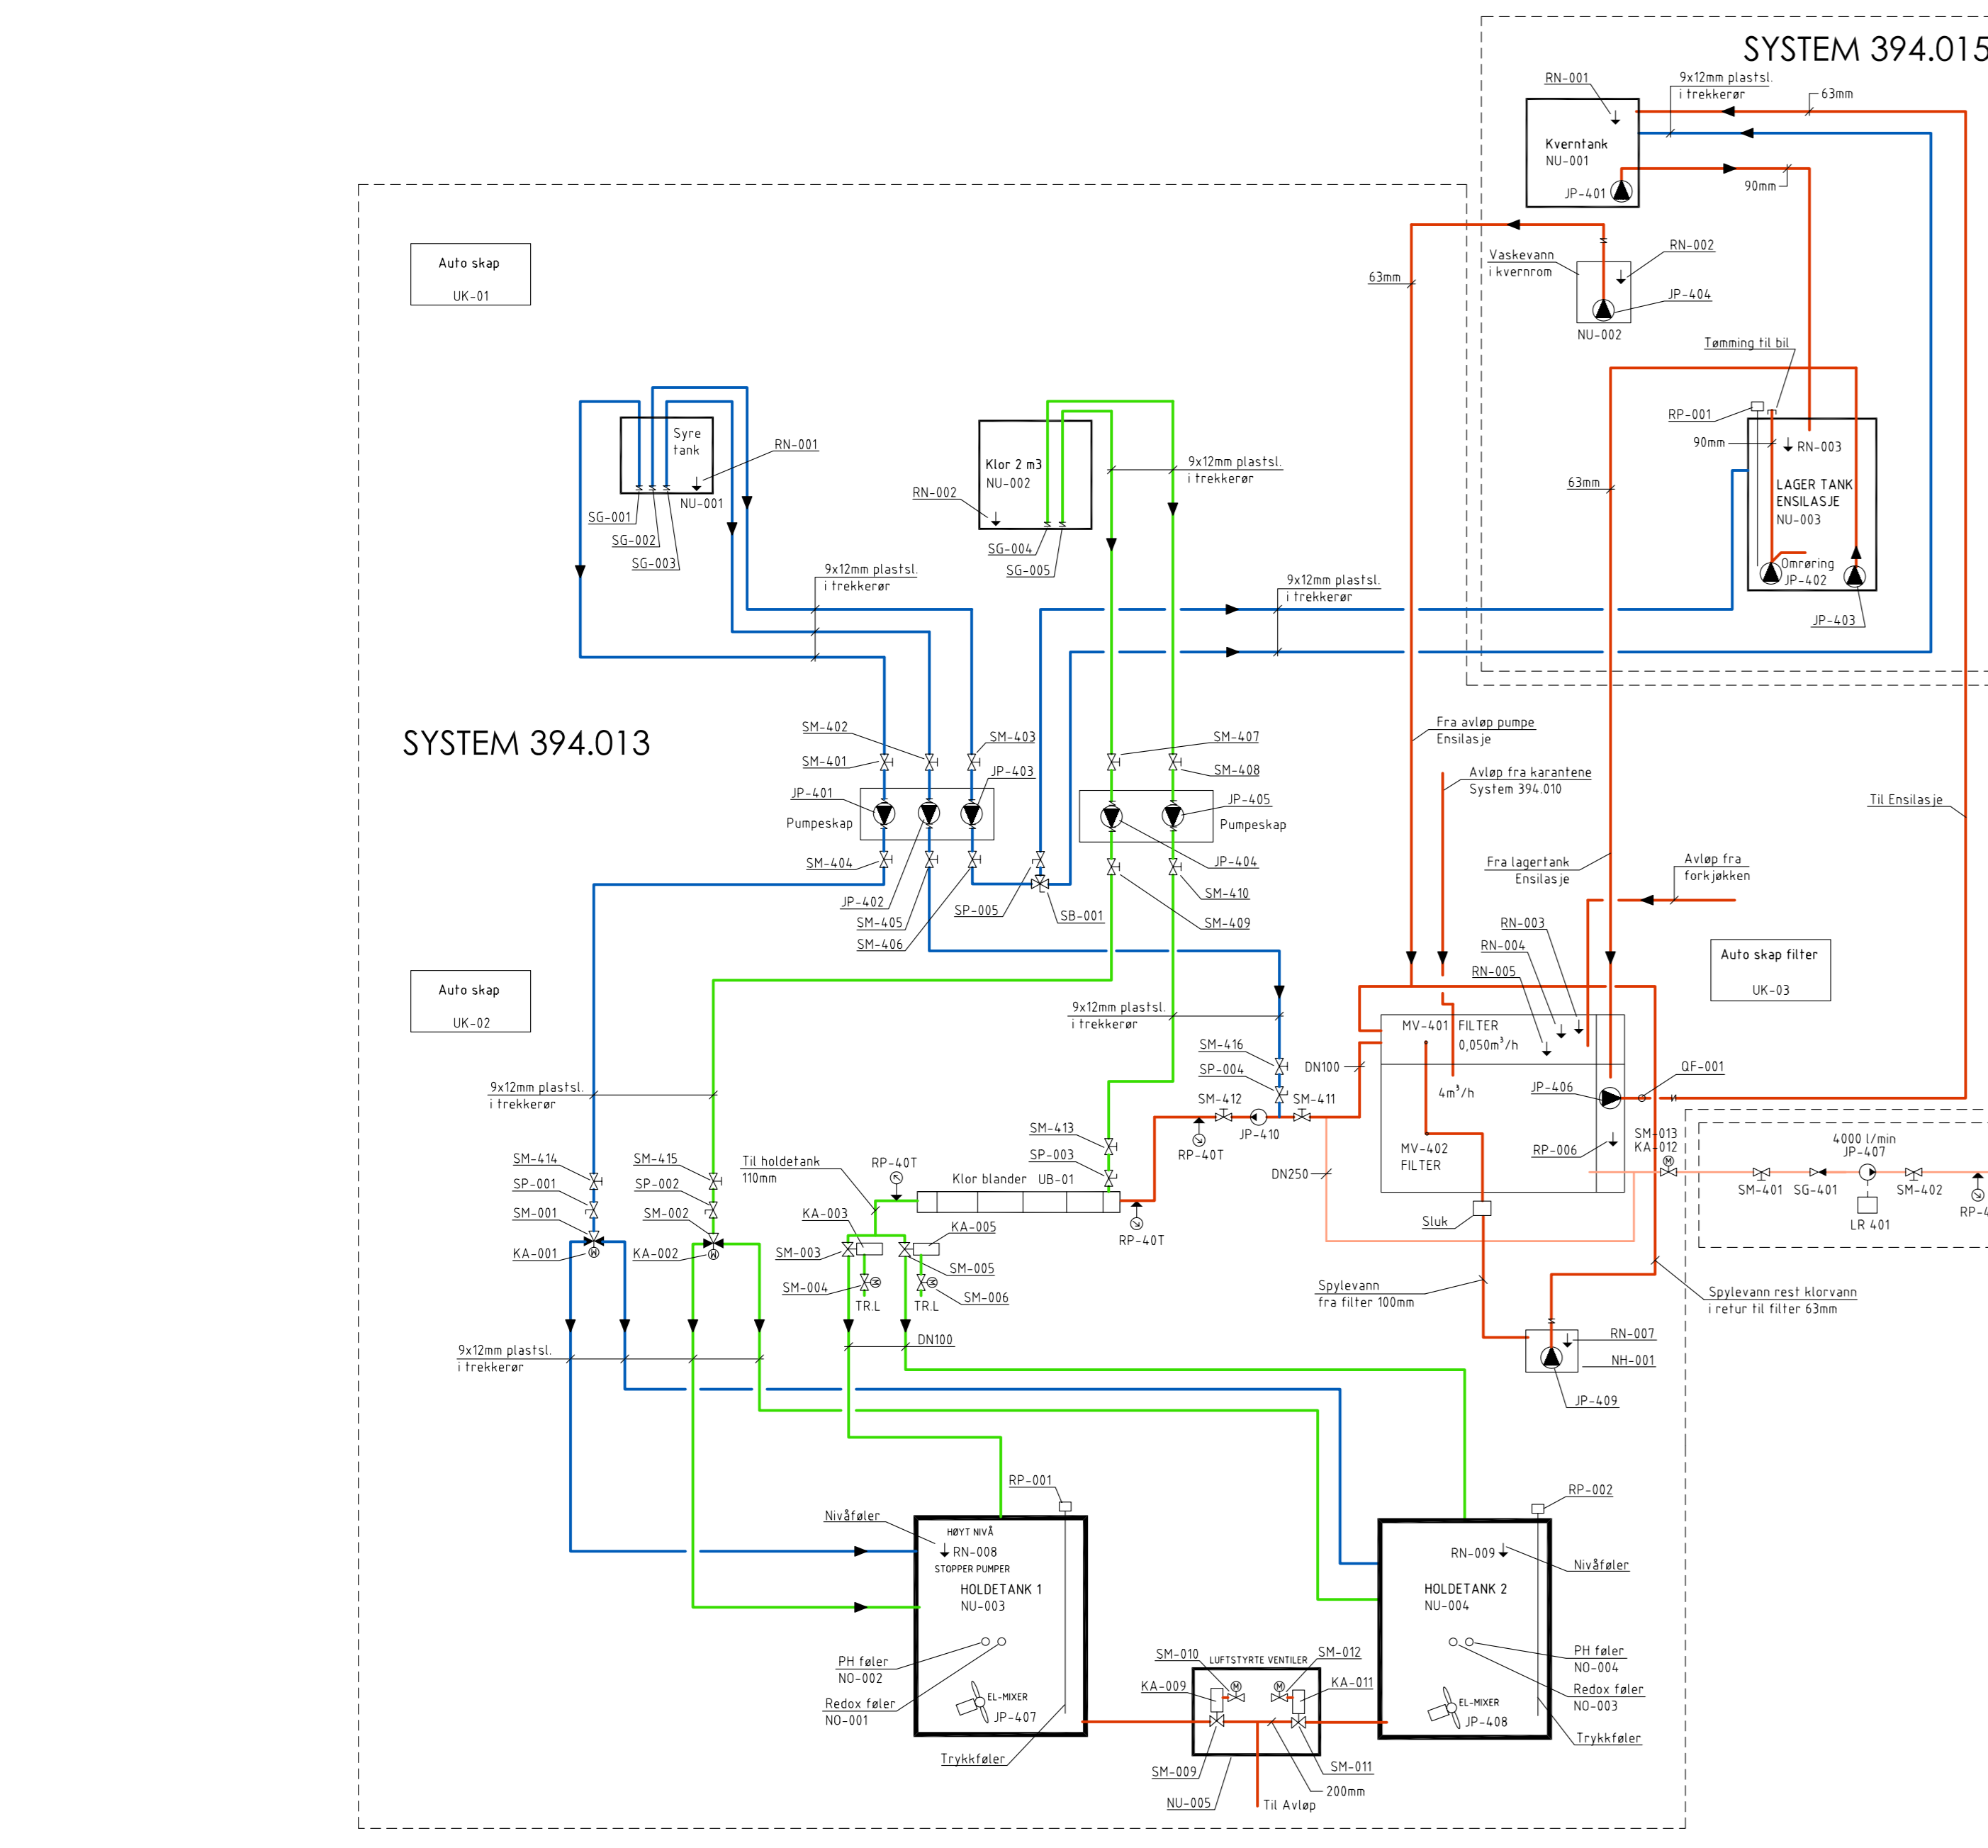 SYSTEM 394.015
RN-001
9x12mm plastsl.
i trekkerør
63mm
Kverntank
NU-001
JP-401
90mm
Vaskevann
i kvernrom
RN-002
JP-404
NU-002
63mm
Tømming til bil
RP-001
90mm
RN-003
LAGER TANK
ENSILASJE
NU-003
63mm
Omrøring
JP-402
JP-403
Auto skap
UK-01
Syre
tank
RN-001
NU-001
SG-001
SG-002
SG-003
Klor 2 m3
NU-002
RN-002
SG-004
SG-005
9x12mm plastsl.
i trekkerør
9x12mm plastsl.
i trekkerør
9x12mm plastsl.
i trekkerør
SYSTEM 394.013
SM-402
SM-401
SM-403
JP-403
JP-401
Pumpeskap
SM-404
JP-402
SM-405
SM-406
SP-005
SB-001
SM-407
SM-408
JP-405
Pumpeskap
JP-404
SM-410
SM-409
Fra avløp pumpe
Ensilasje
Avløp fra karantene
System 394.010
Til Ensilasje
Fra lagertank
Ensilasje
Avløp fra
forkjøkken
RN-003
RN-004
RN-005
Auto skap filter
UK-03
Auto skap
UK-02
9x12mm plastsl.
i trekkerør
MV-401
FILTER
0,050m³/h
SM-416
SP-004
DN100
4m³/h
JP-406
QF-001
SM-412
SM-411
JP-410
RP-40T
MV-402
FILTER
RP-006
SM-013
KA-012
4000 l/min
JP-407
SM-401
SG-401
SM-402
LR 401
RP-4
9x12mm plastsl.
i trekkerør
SM-413
SP-003
SM-414
SP-001
SM-001
KA-001
SM-415
SP-002
SM-002
KA-002
Til holdetank
110mm
RP-40T
Klor blander
UB-01
RP-40T
DN250
Sluk
KA-003
KA-005
SM-003
SM-005
SM-004
SM-006
TR.L
TR.L
DN100
Spylevann
fra filter 100mm
Spylevann rest klorvann
i retur til filter 63mm
RN-007
NH-001
JP-409
9x12mm plastsl.
i trekkerør
RP-001
RP-002
Nivåføler
HØYT NIVÅ
RN-008
STOPPER PUMPER
HOLDETANK 1
NU-003
PH føler
NO-002
Redox føler
NO-001
EL-MIXER
JP-407
Trykkføler
RN-009
Nivåføler
HOLDETANK 2
NU-004
PH føler
NO-004
Redox føler
NO-003
EL-MIXER
JP-408
Trykkføler
SM-010
LUFTSTYRTE VENTILER
SM-012
KA-009
KA-011
SM-009
SM-011
200mm
NU-005
Til Avløp